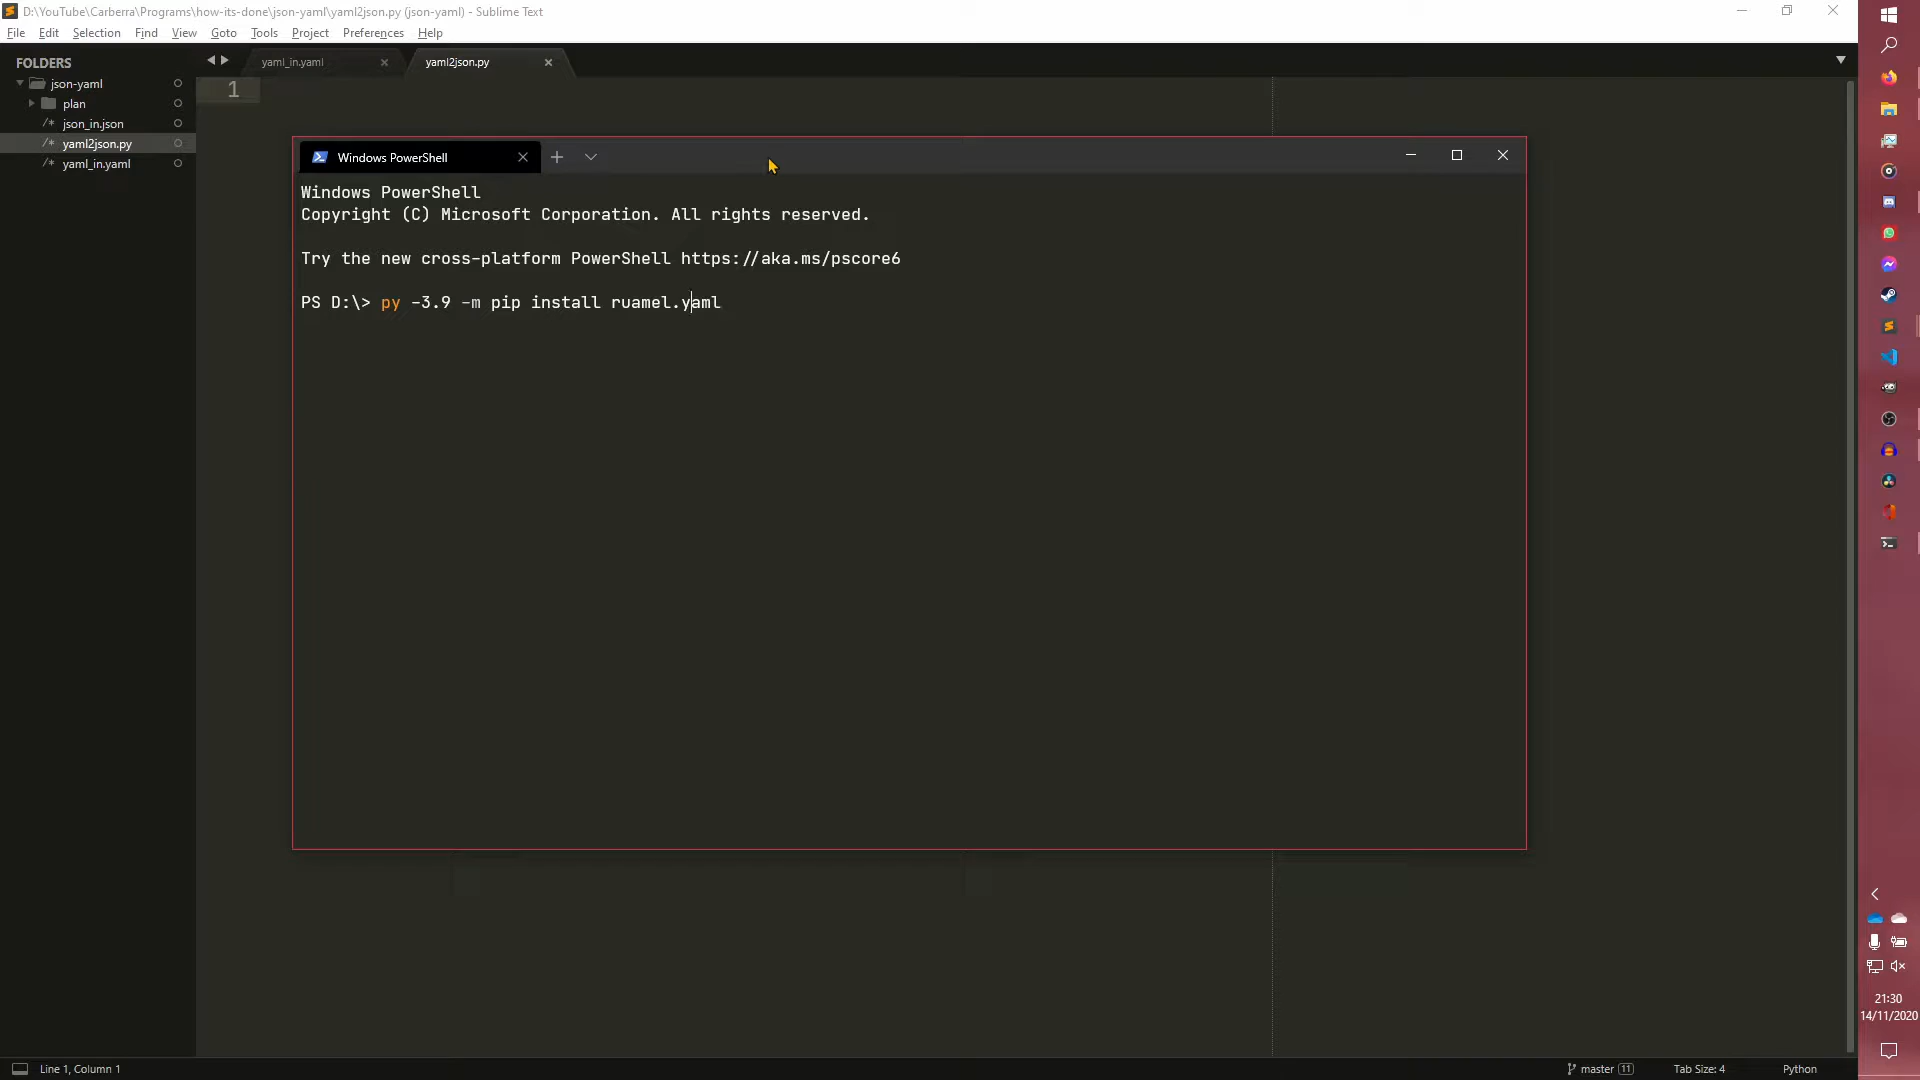 D:\YouTube\Carberra\Programs\how-its-done\json-yaml\yaml2json.py (json-yaml) - Sublime Text
File Edit Selection Find View Goto Tools Project Preferences Help
FOLDERS
json-yaml
plan
json_in.json
yaml2json.py
yaml_in.yaml
yaml_in.yaml
yaml2json.py
1
Windows PowerShell
Windows PowerShell
Copyright (C) Microsoft Corporation. All rights reserved.
Try the new cross-platform PowerShell https://aka.ms/pscore6
PS D:\> py -3.9 -m pip install ruamel.yaml
21:30
14/11/2020
Line 1, Column 1
master 11
Tab Size: 4
Python